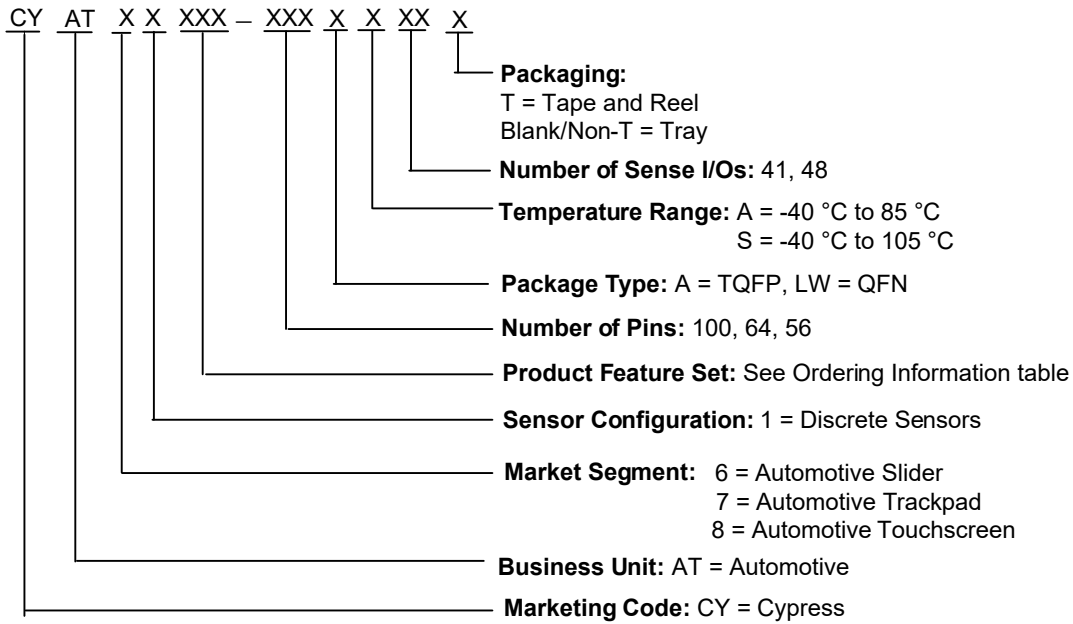 CY AT X X XXX – XXX X X XX X
Packaging:
T = Tape and Reel
Blank/Non-T = Tray
Number of Sense I/Os: 41, 48
Temperature Range: A = -40 °C to 85 °C
S = -40 °C to 105 °C
Package Type: A = TQFP, LW = QFN
Number of Pins: 100, 64, 56
Product Feature Set: See Ordering Information table
Sensor Configuration: 1 = Discrete Sensors
Market Segment: 6 = Automotive Slider
7 = Automotive Trackpad
8 = Automotive Touchscreen
Business Unit: AT = Automotive
Marketing Code: CY = Cypress